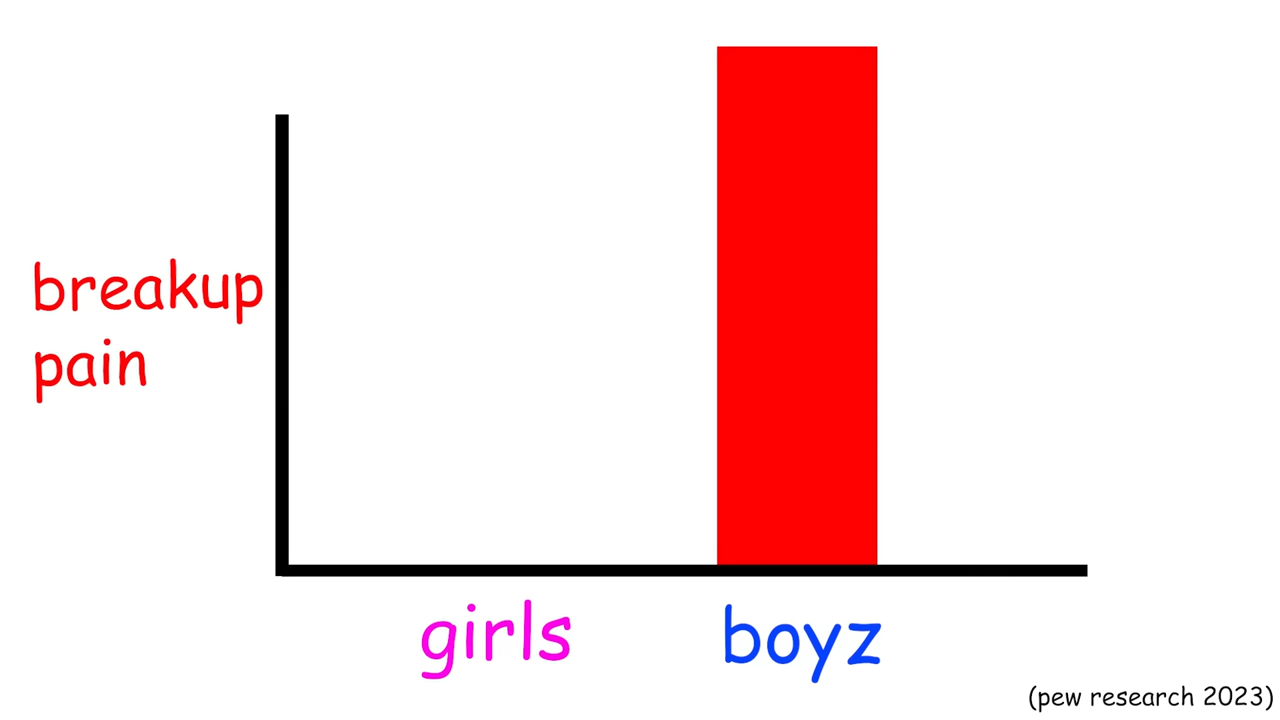 breakup
pain
girls
boyz
(pew research 2023)